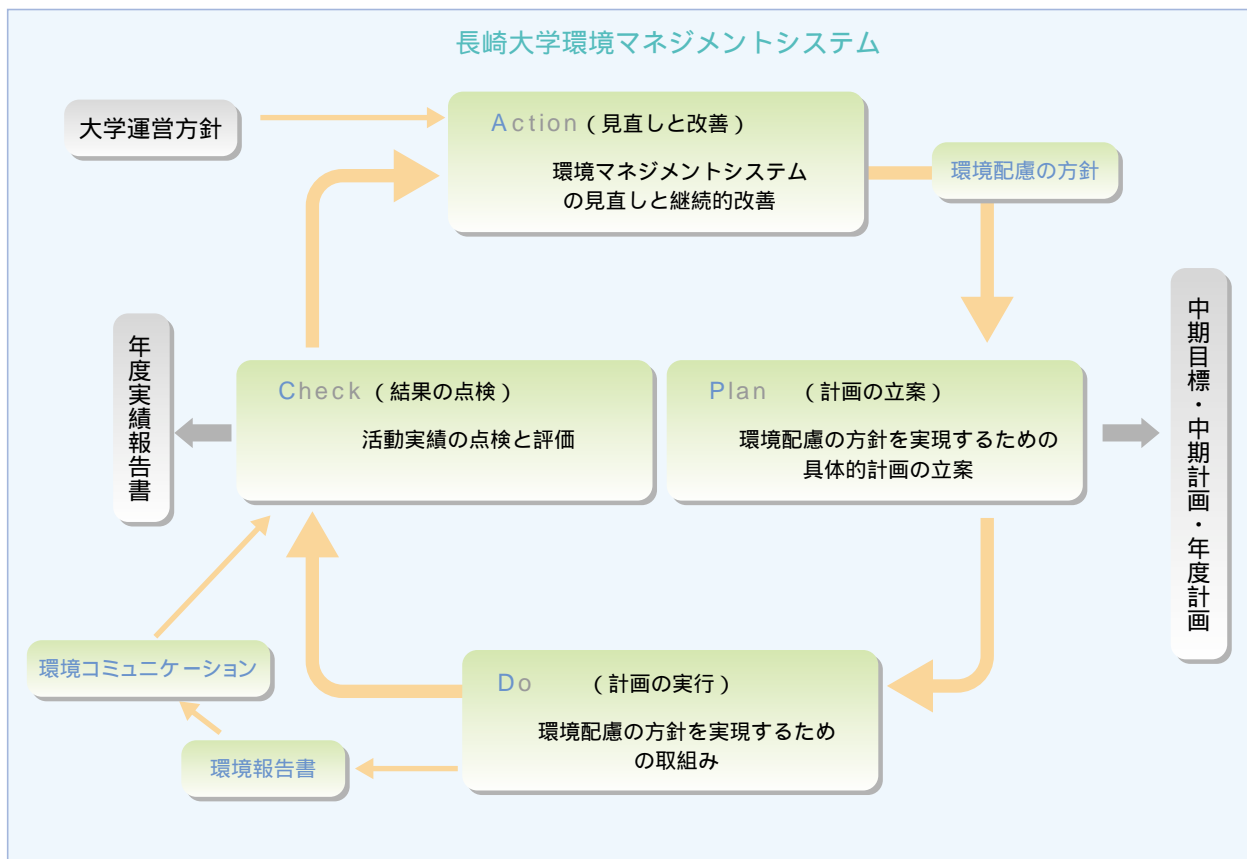 長崎大学環境マネジメントシステム
大学運営方針
Action（見直しと改善）
環境マネジメントシステム
の見直しと継続的改善
環境配慮の方針
年度実績報告書
Check（結果の点検）
活動実績の点検と評価
Plan （計画の立案）
環境配慮の方針を実現するための
具体的計画の立案
中期目標・中期計画・年度計画
環境コミュニケーション
Do （計画の実行）
環境配慮の方針を実現するため
の取組み
環境報告書